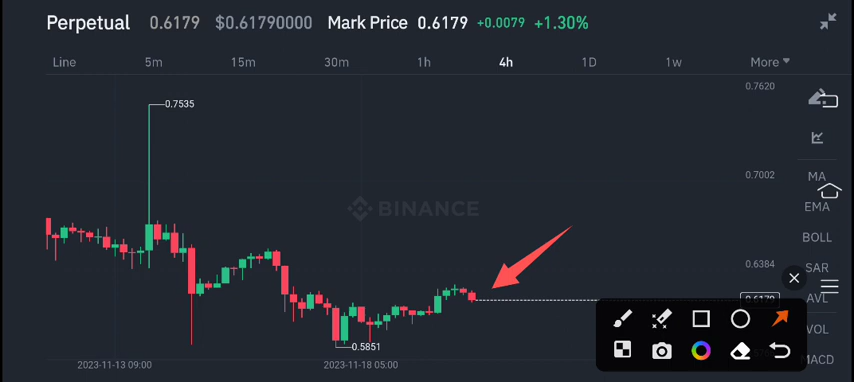 Perpetual 0.6179 $0.61790000 Mark Price 0.6179 +0.0079 +1.30%
Line 5m 15m 30m 1h 4h 1D 1w More
0.7620
0.7535
0.7002
MA
BINANCE
EMA
BOLL
0.6384
SAR
0.6179
AVL
VOL
0.5851
MACD
2023-11-13 09:00 2023-11-18 05:00